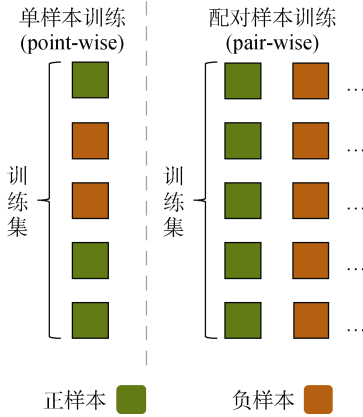 单样本训练
(point-wise)
训练集
配对样本训练
(pair-wise)
训练集
…
…
…
…
…
正样本
负样本